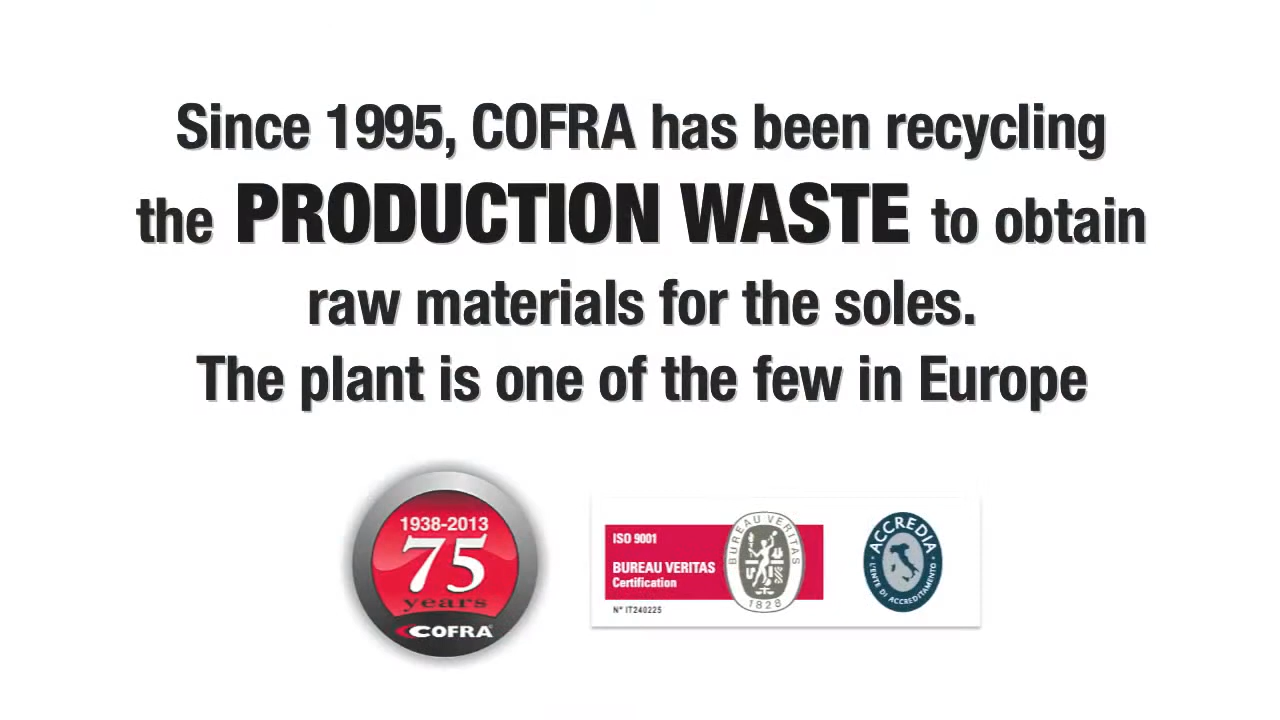 Since 1995, COFRA has been recycling
the PRODUCTION WASTE to obtain
raw materials for the soles.
The plant is one of the few in Europe
1938-2013
75
years
COFRA
ISO 9001
BUREAU VERITAS
Certification
N° IT240225
BUREAU VERITAS
1828
ACCREDIA
L'ENTE DI ACCREDITAMENTO